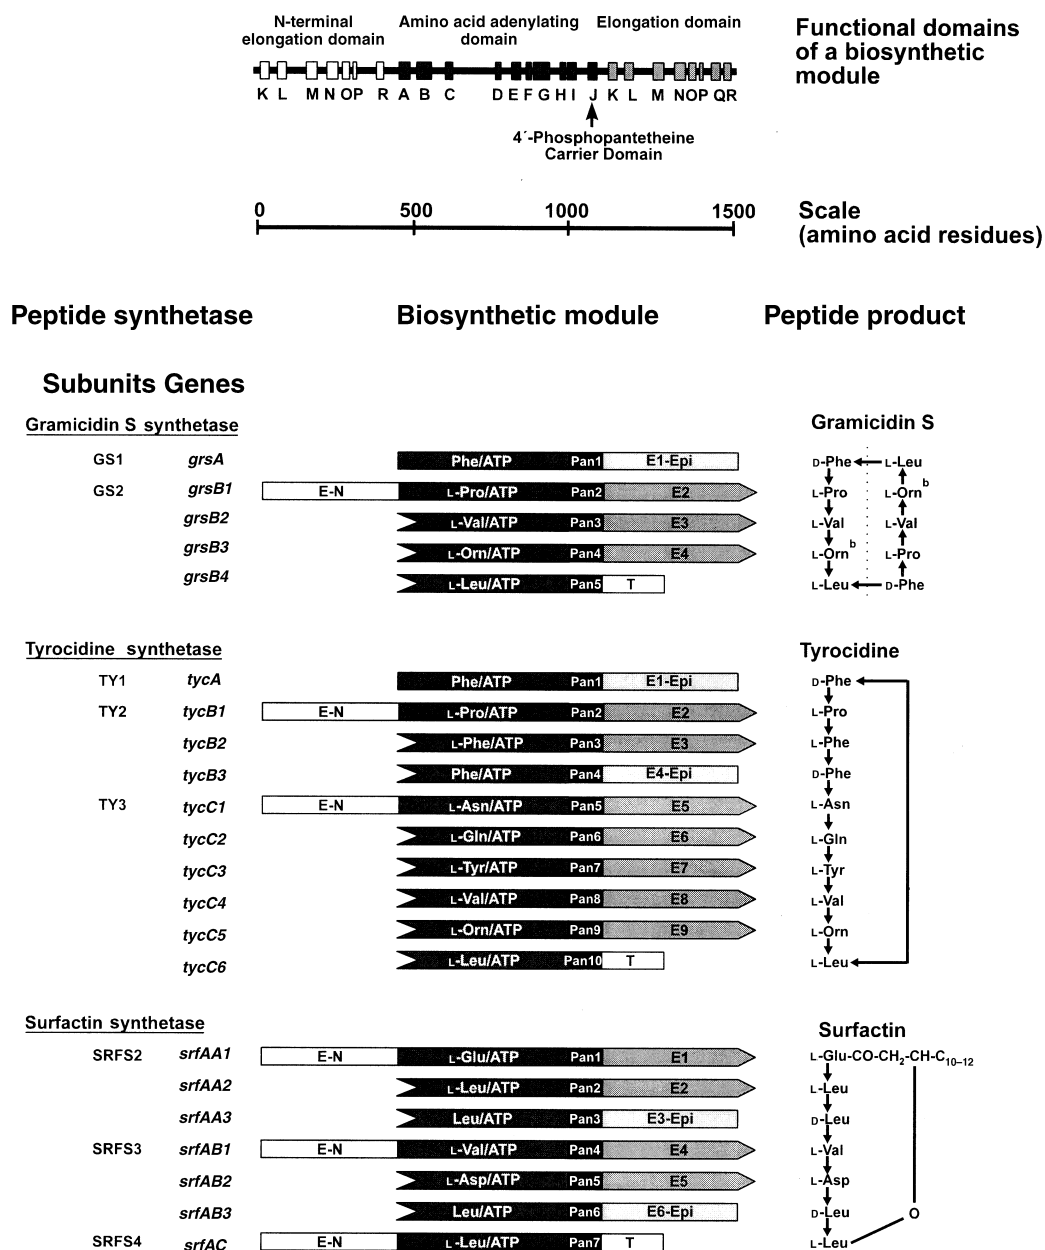 N-terminal elongation domain
Amino acid adenylating domain
Elongation domain
Functional domains of a biosynthetic module
K L M N O P R A B C D E F G H I J K L M N O P Q R
4´-Phosphopantetheine
Carrier Domain
0 500 1000 1500
Scale
(amino acid residues)
Peptide synthetase Biosynthetic module Peptide product
Subunits Genes
Gramicidin S synthetase Gramicidin S
GS1 grsA Phe/ATP Pan1 E1-Epi D-Phe L-Leu
GS2 grsB1 E-N L-Pro/ATP Pan2 E2 L-Pro L-Orn b
grsB2 L-Val/ATP Pan3 E3 L-Val L-Val
grsB3 L-Orn/ATP Pan4 E4 L-Orn b L-Pro
grsB4 L-Leu/ATP Pan5 T L-Leu D-Phe
Tyrocidine synthetase Tyrocidine
TY1 tycA Phe/ATP Pan1 E1-Epi D-Phe
TY2 tycB1 E-N L-Pro/ATP Pan2 E2 L-Pro
tycB2 L-Phe/ATP Pan3 E3 L-Phe
tycB3 Phe/ATP Pan4 E4-Epi D-Phe
TY3 tycC1 E-N L-Asn/ATP Pan5 E5 L-Asn
tycC2 L-Gln/ATP Pan6 E6 L-Gln
tycC3 L-Tyr/ATP Pan7 E7 L-Tyr
tycC4 L-Val/ATP Pan8 E8 L-Val
tycC5 L-Orn/ATP Pan9 E9 L-Orn
tycC6 L-Leu/ATP Pan10 T L-Leu
Surfactin synthetase Surfactin
SRFS2 srfAA1 E-N L-Glu/ATP Pan1 E1 L-Glu-CO-CH2-CH-C10–12
srfAA2 L-Leu/ATP Pan2 E2 L-Leu
srfAA3 Leu/ATP Pan3 E3-Epi D-Leu
SRFS3 srfAB1 E-N L-Val/ATP Pan4 E4 L-Val
srfAB2 L-Asp/ATP Pan5 E5 L-Asp
srfAB3 Leu/ATP Pan6 E6-Epi D-Leu O
SRFS4 srfAC E-N L-Leu/ATP Pan7 T L-Leu